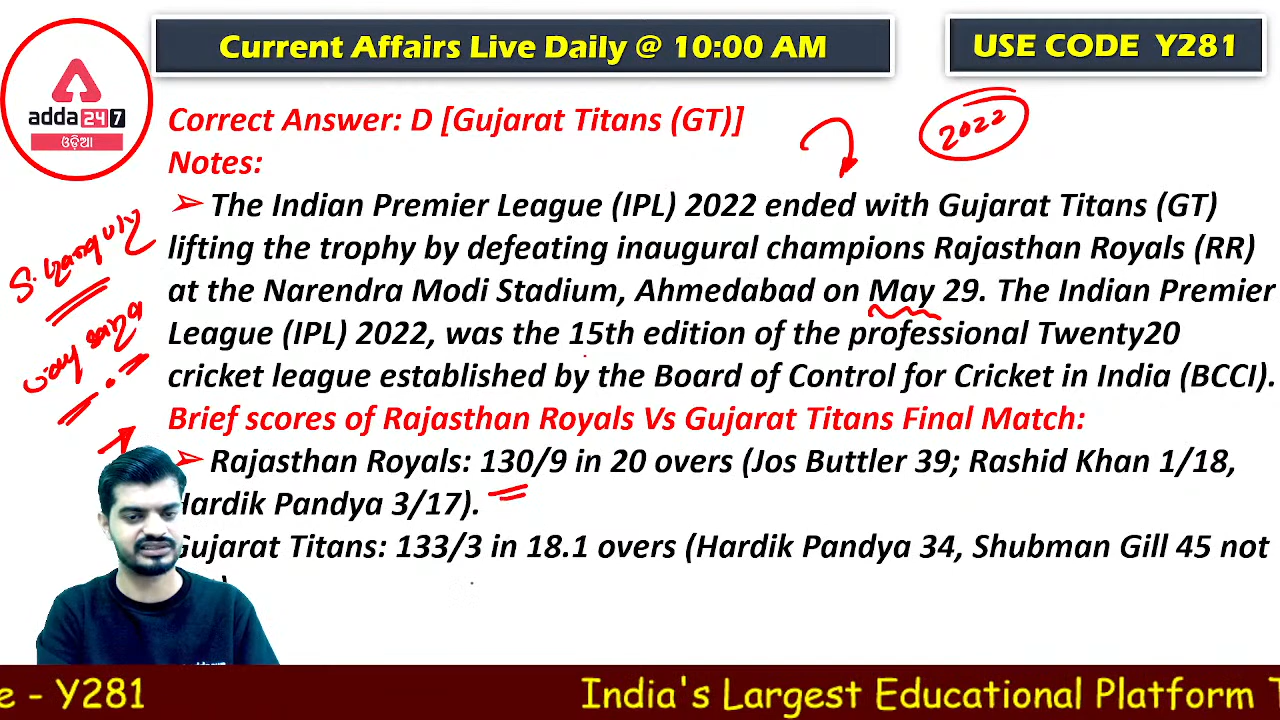 Current Affairs Live Daily @ 10:00 AM
USE CODE Y281
adda 24 7
ଓଡ଼ିଆ
Correct Answer: D [Gujarat Titans (GT)]
2022
Notes:
➢ The Indian Premier League (IPL) 2022 ended with Gujarat Titans (GT)
lifting the trophy by defeating inaugural champions Rajasthan Royals (RR)
at the Narendra Modi Stadium, Ahmedabad on May 29. The Indian Premier
League (IPL) 2022, was the 15th edition of the professional Twenty20
cricket league established by the Board of Control for Cricket in India (BCCI).
S. Ganguly
Jay
Brief scores of Rajasthan Royals Vs Gujarat Titans Final Match:
➢ Rajasthan Royals: 130/9 in 20 overs (Jos Buttler 39; Rashid Khan 1/18,
Hardik Pandya 3/17).
Gujarat Titans: 133/3 in 18.1 overs (Hardik Pandya 34, Shubman Gill 45 not
e - Y281
India's Largest Educational Platform T